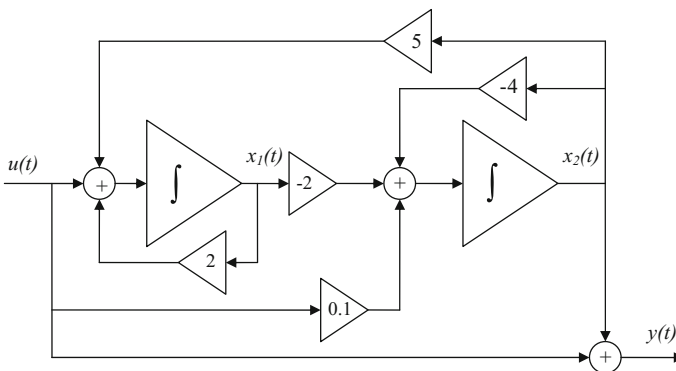 5
-4
u(t)
x₁(t)
x₂(t)
+
∫
-2
+
∫
2
0.1
y(t)
+